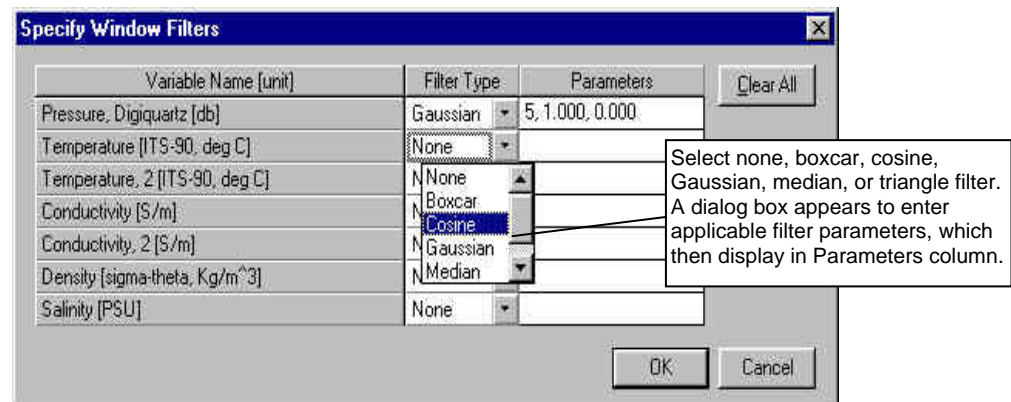 Specify Window Filters
Variable Name [unit] Filter Type Parameters Clear All
Pressure, Digiquartz [db] Gaussian 5, 1.000, 0.000
Temperature [ITS-90, deg C] None
Temperature, 2 [ITS-90, deg C] N
None
Boxcar
Cosine
Gaussian
Median
Conductivity [S/m]
Conductivity, 2 [S/m]
Density [sigma-theta, Kg/m^3]
Salinity [PSU] None
Select none, boxcar, cosine,
Gaussian, median, or triangle filter.
A dialog box appears to enter
applicable filter parameters, which
then display in Parameters column.
OK Cancel